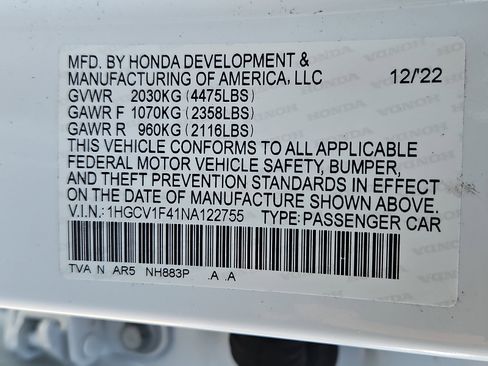 MFD. BY HONDA DEVELOPMENT &
MANUFACTURING OF AMERICA, LLC 12/'22
GVWR 2030KG (4475LBS)
GAWR F 1070KG (2358LBS)
GAWR R 960KG (2116LBS)
THIS VEHICLE CONFORMS TO ALL APPLICABLE
FEDERAL MOTOR VEHICLE SAFETY, BUMPER,
AND THEFT PREVENTION STANDARDS IN EFFECT
ON THE DATE OF MANUFACTURE SHOWN ABOVE.
V.I.N.: 1HGCV1F41NA122755 TYPE: PASSENGER CAR
TVA N AR5 NH883P .A .A